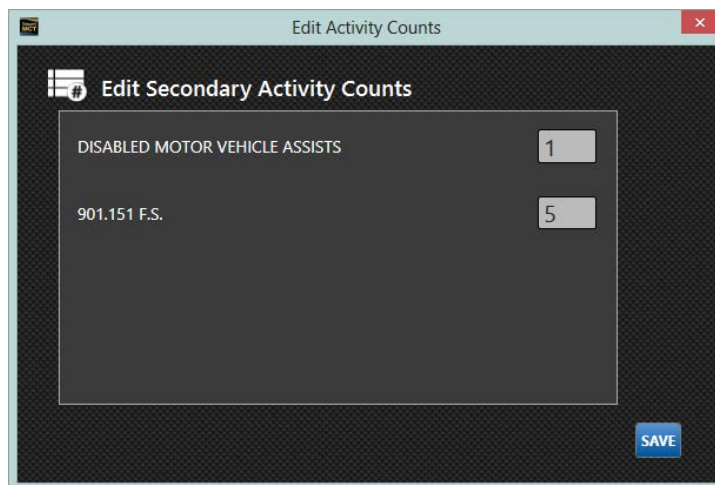 Edit Activity Counts
Edit Secondary Activity Counts
DISABLED MOTOR VEHICLE ASSISTS 1
901.151 F.S. 5
SAVE